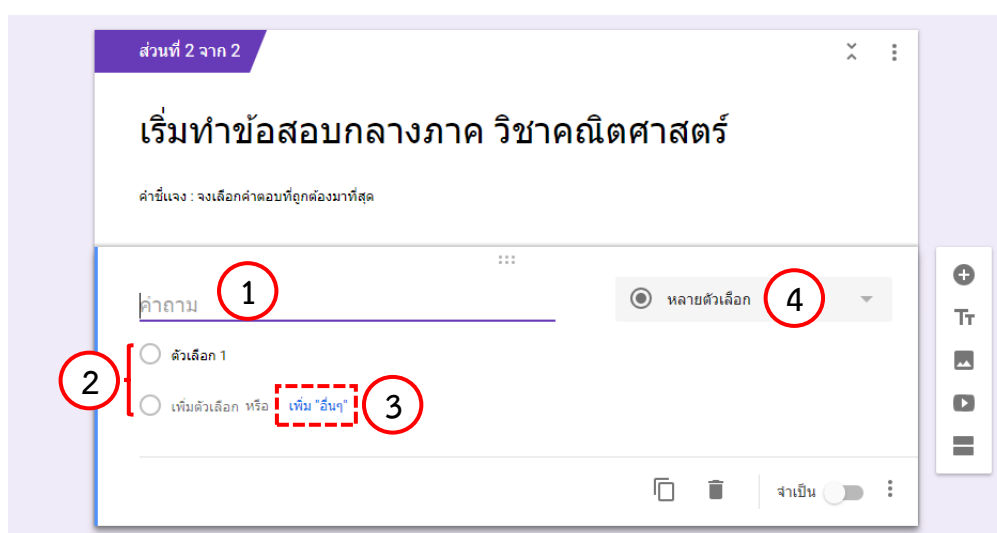 ส่วนที่ 2 จาก 2
เริ่มทำข้อสอบกลางภาค วิชาคณิตศาสตร์
คำชี้แจง : จงเลือกคำตอบที่ถูกต้องมาที่สุด
คำถาม 1
หลายตัวเลือก 4
Tт
ตัวเลือก 1
2
เพิ่มตัวเลือก หรือ เพิ่ม "อื่นๆ" 3
จำเป็น